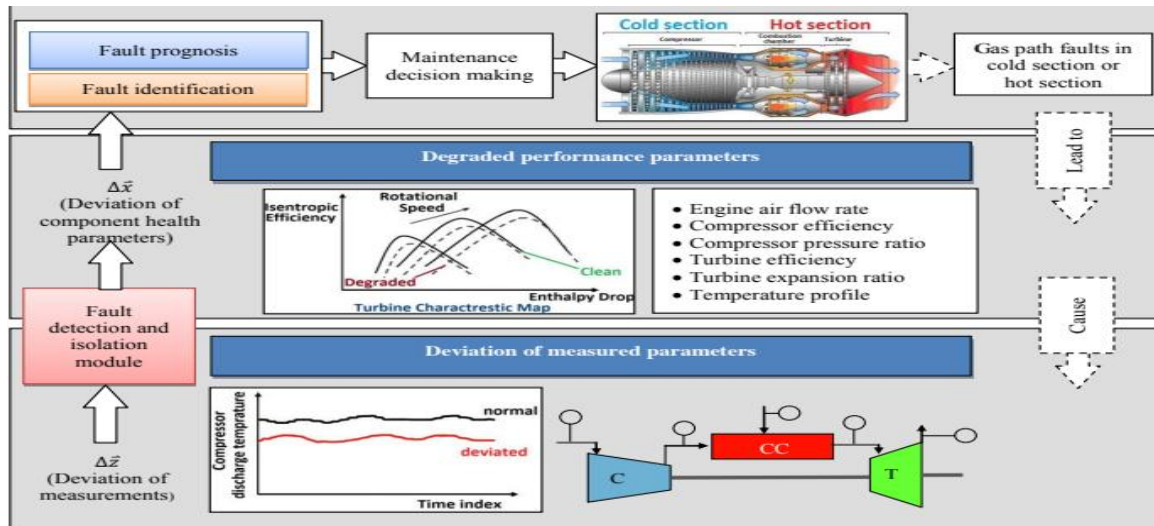 Fault prognosis
Fault identification
Maintenance
decision making
Cold section
Hot section
Compressor
Combustion
chamber
Turbine
Gas path faults in
cold section or
hot section
Lead to
Degraded performance parameters
Δx⃗
(Deviation of
component health
parameters)
Isentropic
Efficiency
Rotational
Speed
Degraded
Clean
Enthalpy Drop
Turbine Charactrestic Map
• Engine air flow rate
• Compressor efficiency
• Compressor pressure ratio
• Turbine efficiency
• Turbine expansion ratio
• Temperature profile
Cause
Fault
detection and
isolation
module
Deviation of measured parameters
Δz⃗
(Deviation of
measurements)
Compressor
discharge temprature
normal
deviated
Time index
C
CC
T